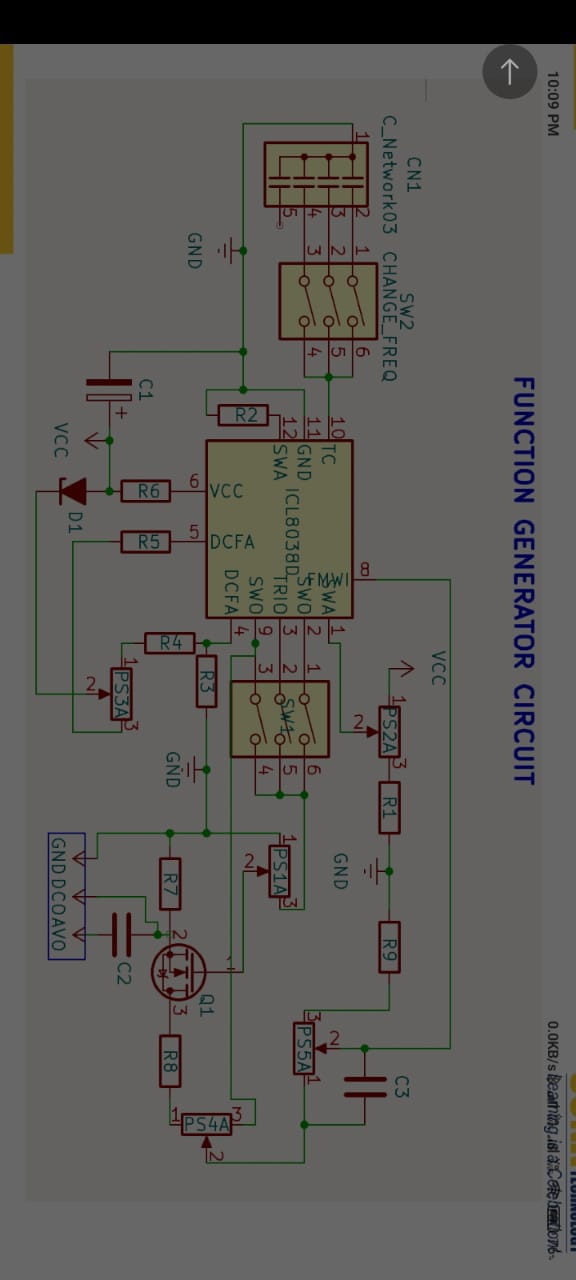 10:09 PM
0.0KB/s
FUNCTION GENERATOR CIRCUIT
CN1
C_Network03
1
5
4
3
2
3
2
1
SW2
CHANGE_FREQ
4
5
6
GND
C1
+
VCC
R2
12
11
10
SWA
GND
TC
ICL8038D
R6
6
VCC
D1
R5
5
DCFA
FMWI
8
DCFA
SWO
TRIO
SWO
SWA
4
9
3
2
1
R4
R3
1
2
PS3A
3
3
2
1
SW1
4
5
6
VCC
1
2
PS2A
3
R1
GND
GND
R9
GND
DCO
AVO
R7
C2
1
2
PS1A
3
2
1
Q1
3
R8
1
PS4A
3
2
3
PS5A
2
1
C3